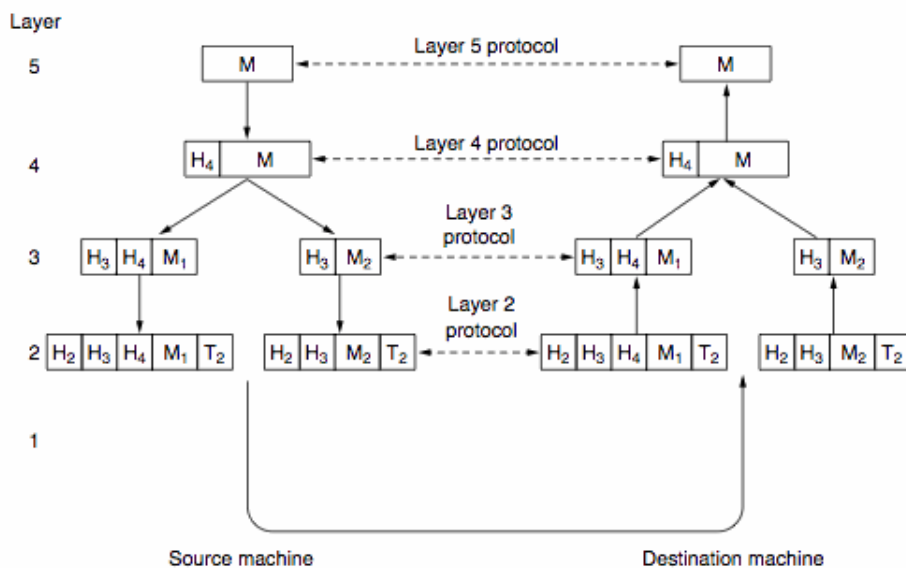 Layer
5 M Layer 5 protocol M
4 H₄ M Layer 4 protocol H₄ M
Layer 3
protocol
3 H₃ H₄ M₁ H₃ M₂ H₃ H₄ M₁ H₃ M₂
Layer 2
protocol
2 H₂ H₃ H₄ M₁ T₂ H₂ H₃ M₂ T₂ H₂ H₃ H₄ M₁ T₂ H₂ H₃ M₂ T₂
1
Source machine Destination machine